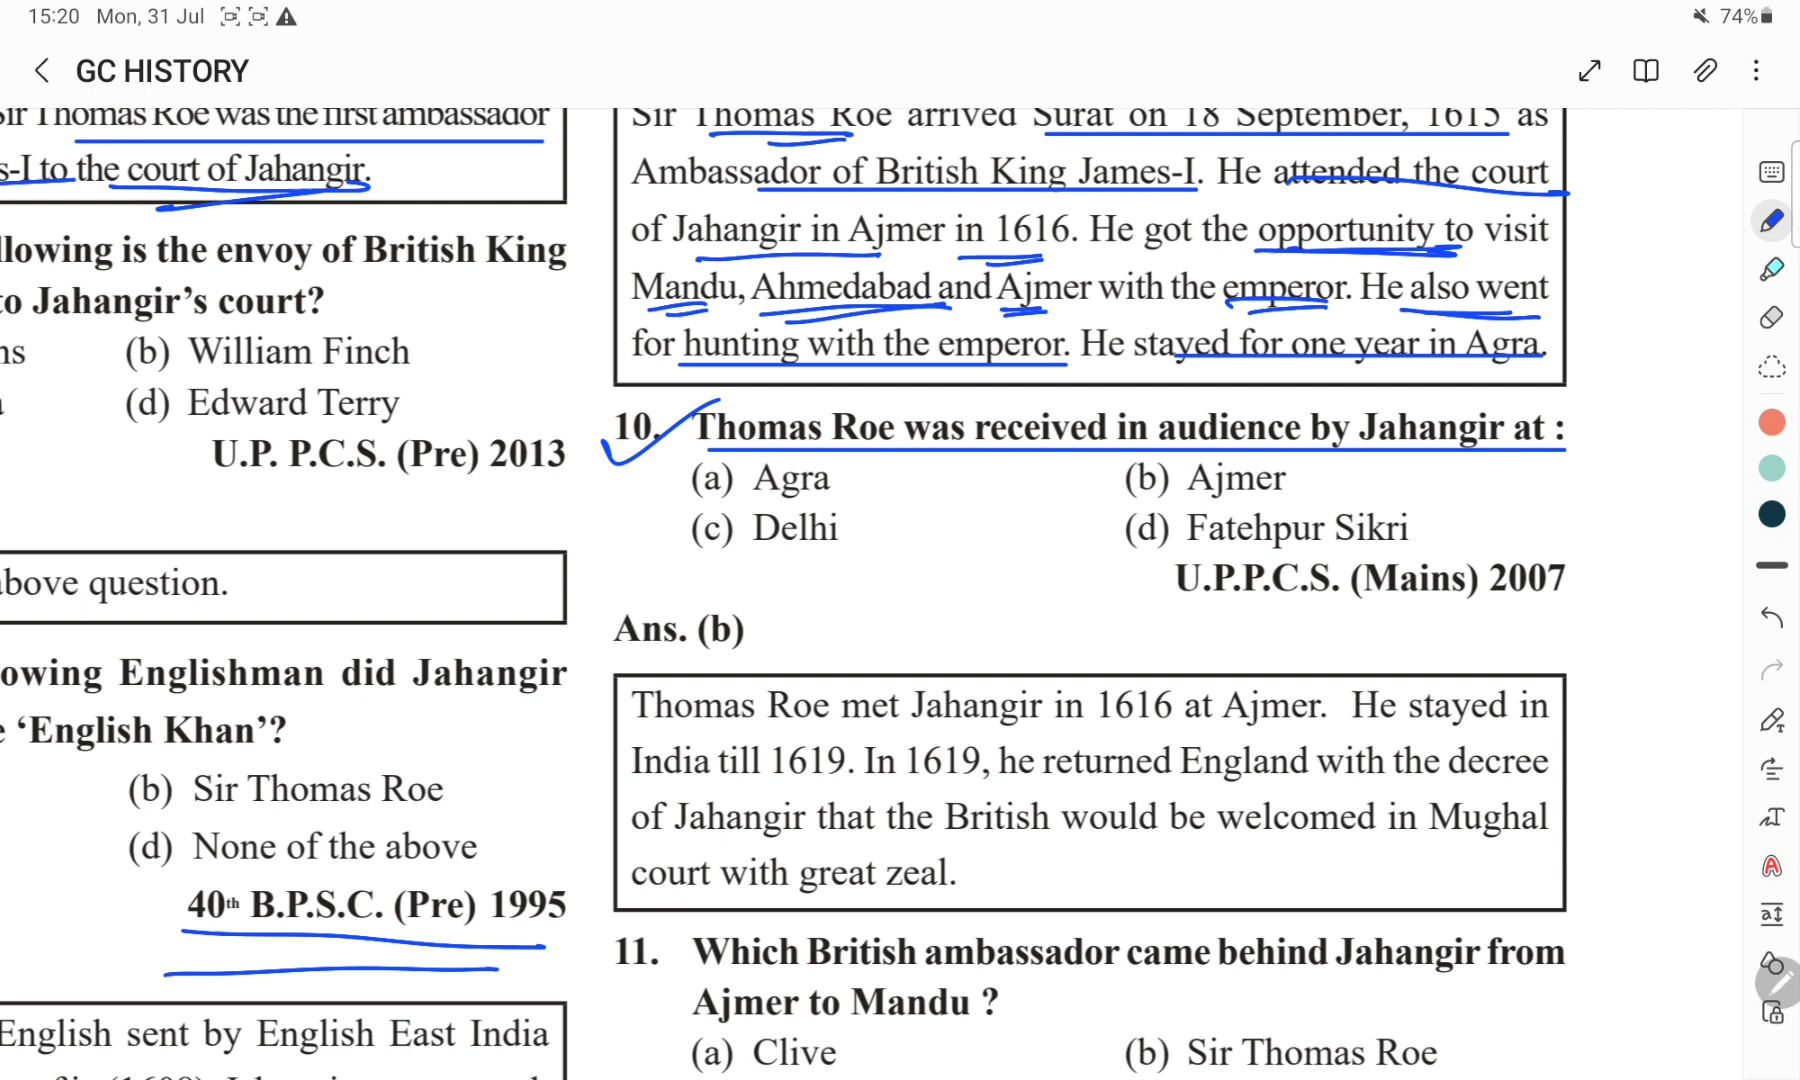 15:20 Mon, 31 Jul
74%
GC HISTORY
Sir Thomas Roe was the first ambassador
s-I to the court of Jahangir.
llowing is the envoy of British King
to Jahangir's court?
ns (b) William Finch
a (d) Edward Terry
U.P. P.C.S. (Pre) 2013
above question.
owing Englishman did Jahangir
e 'English Khan'?
(b) Sir Thomas Roe
(d) None of the above
40th B.P.S.C. (Pre) 1995
English sent by English East India
Sir Thomas Roe arrived Surat on 18 September, 1615 as
Ambassador of British King James-I. He attended the court
of Jahangir in Ajmer in 1616. He got the opportunity to visit
Mandu, Ahmedabad and Ajmer with the emperor. He also went
for hunting with the emperor. He stayed for one year in Agra.
10. Thomas Roe was received in audience by Jahangir at :
(a) Agra (b) Ajmer
(c) Delhi (d) Fatehpur Sikri
U.P.P.C.S. (Mains) 2007
Ans. (b)
Thomas Roe met Jahangir in 1616 at Ajmer. He stayed in
India till 1619. In 1619, he returned England with the decree
of Jahangir that the British would be welcomed in Mughal
court with great zeal.
11. Which British ambassador came behind Jahangir from
Ajmer to Mandu ?
(a) Clive (b) Sir Thomas Roe